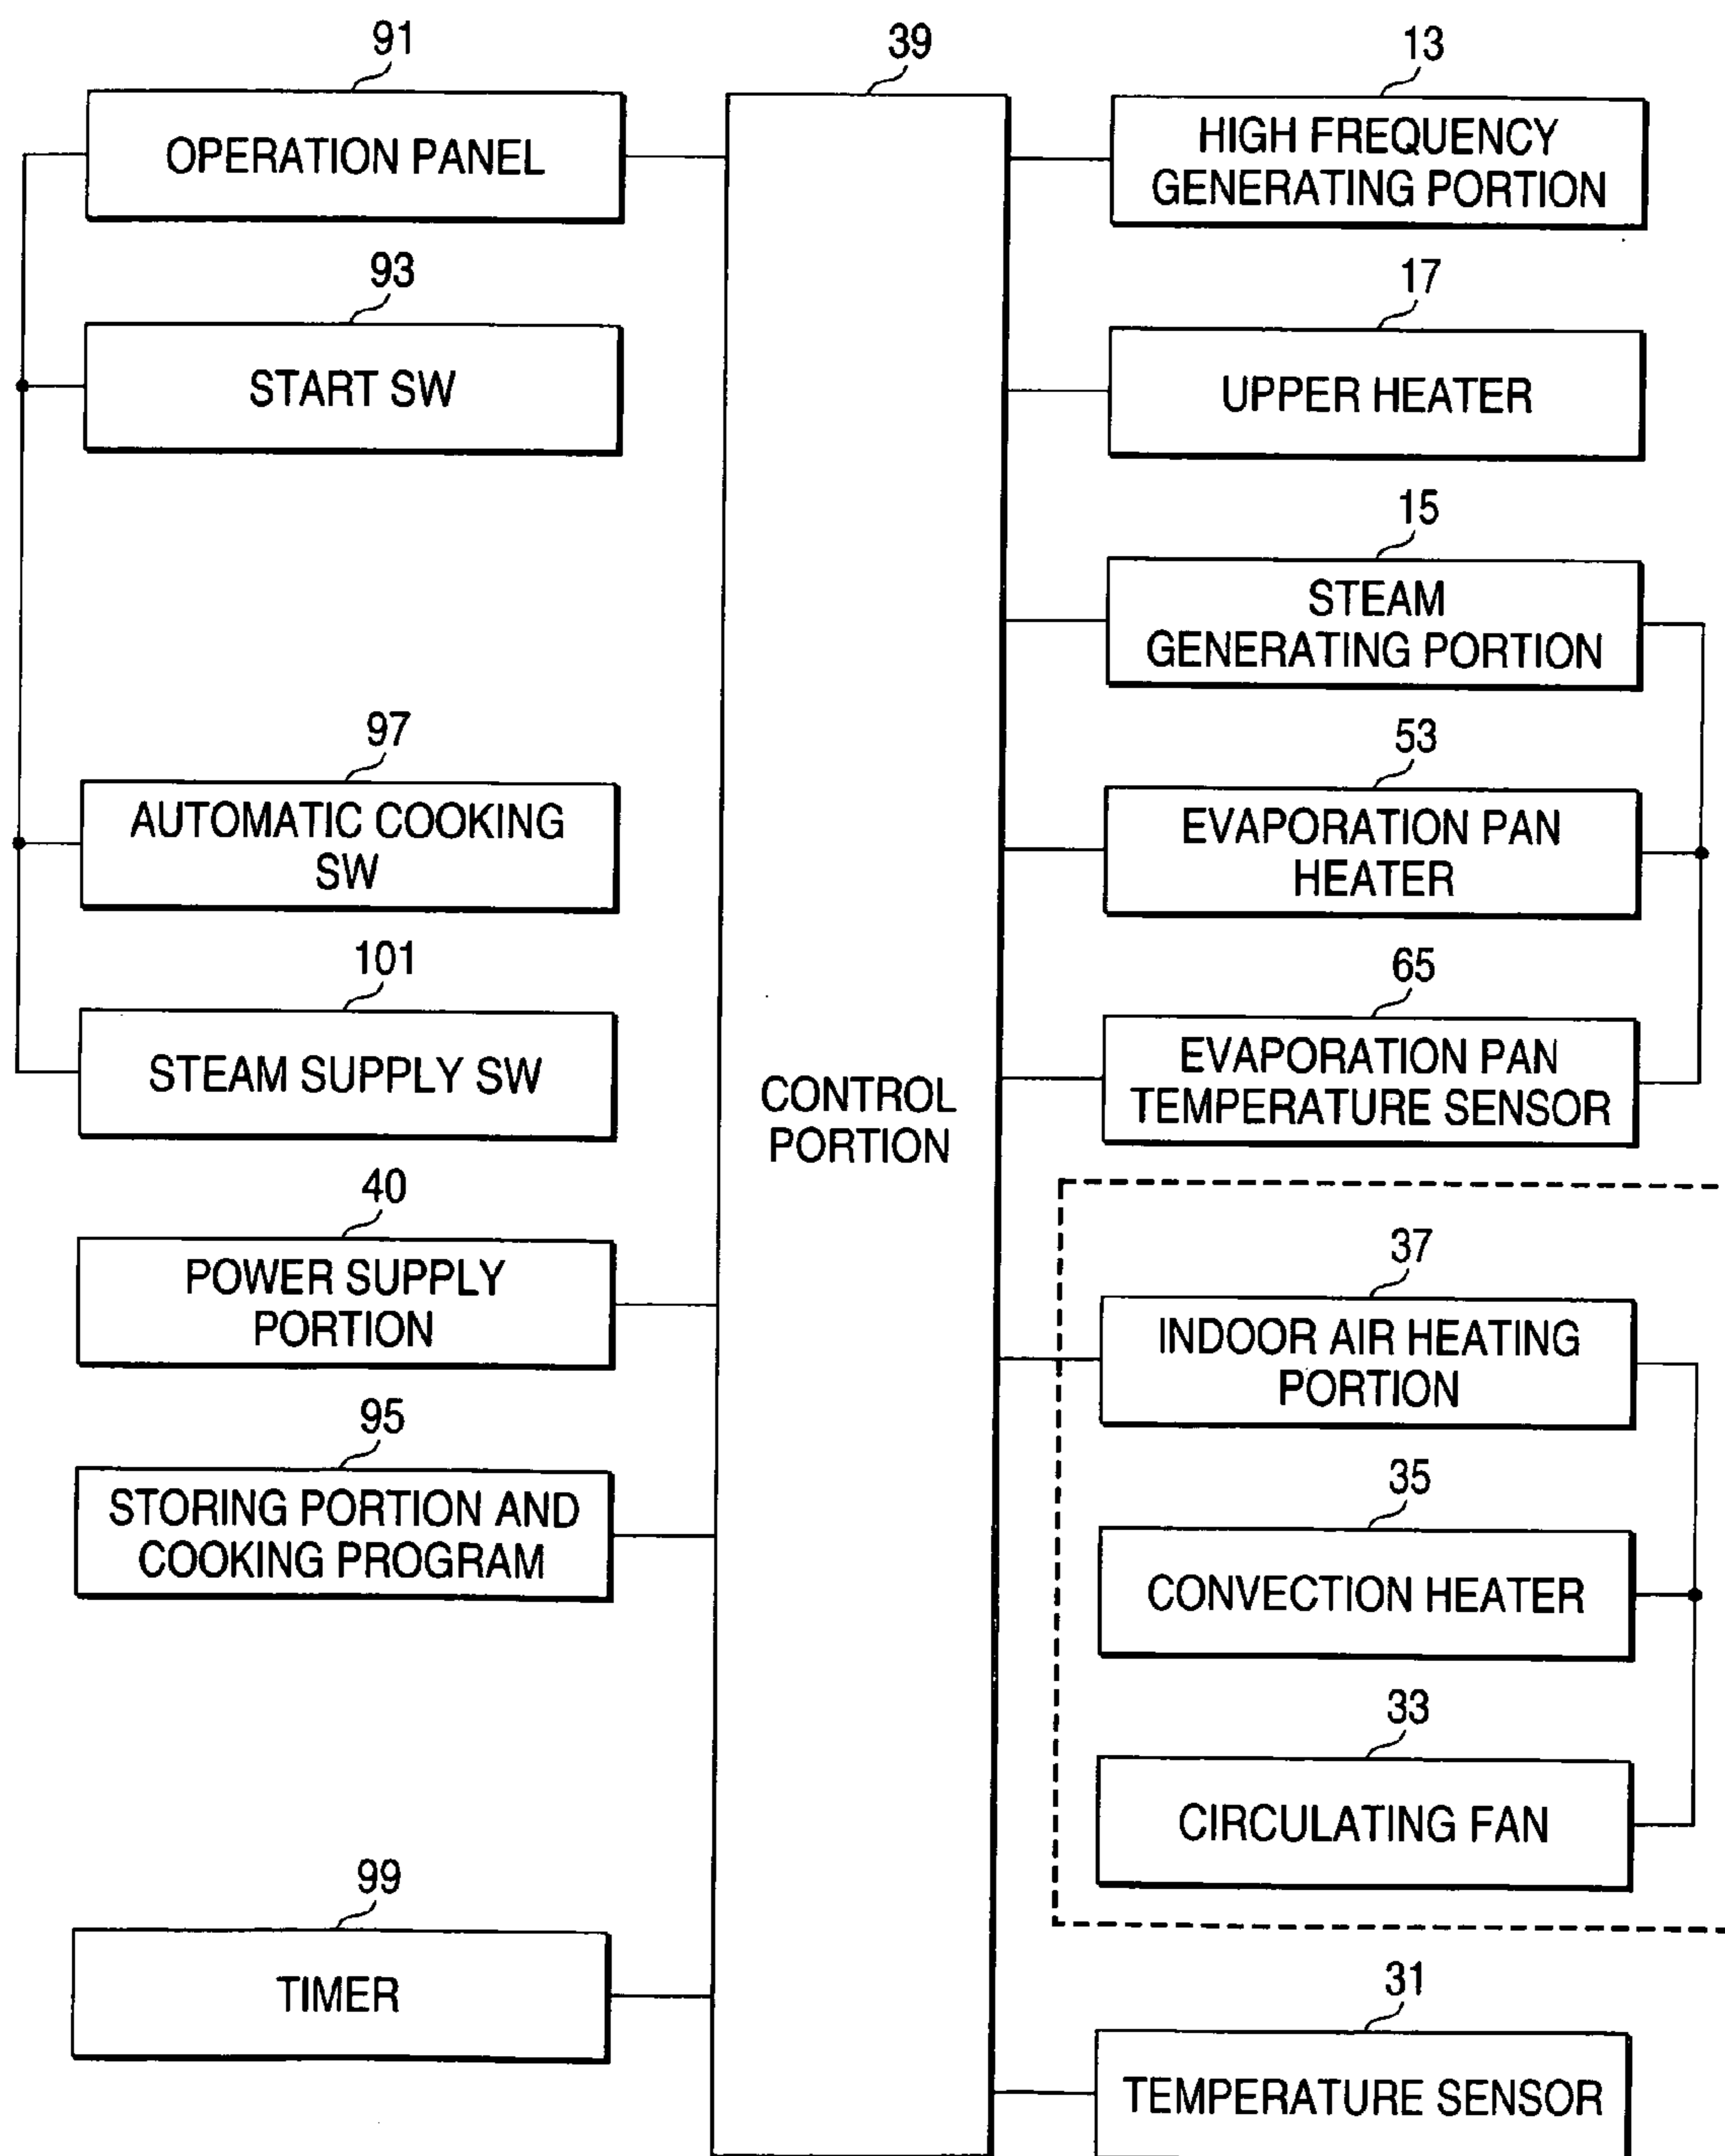 91
OPERATION PANEL
93
START SW
97
AUTOMATIC COOKING
SW
101
STEAM SUPPLY SW
40
POWER SUPPLY
PORTION
95
STORING PORTION AND
COOKING PROGRAM
99
TIMER
39
CONTROL
PORTION
13
HIGH FREQUENCY
GENERATING PORTION
17
UPPER HEATER
15
STEAM
GENERATING PORTION
53
EVAPORATION PAN
HEATER
65
EVAPORATION PAN
TEMPERATURE SENSOR
37
INDOOR AIR HEATING
PORTION
35
CONVECTION HEATER
33
CIRCULATING FAN
31
TEMPERATURE SENSOR